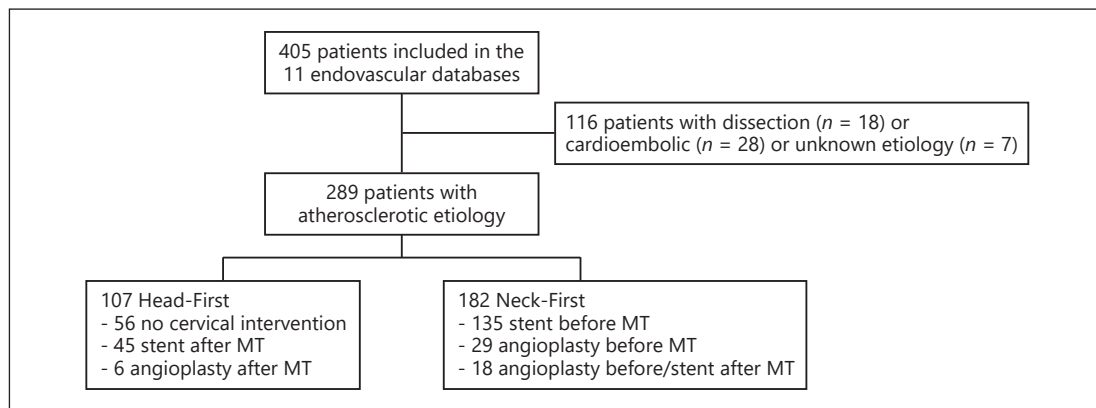 405 patients included in the
11 endovascular databases
116 patients with dissection (n = 18) or
cardioembolic (n = 28) or unknown etiology (n = 7)
289 patients with
atherosclerotic etiology
107 Head-First
- 56 no cervical intervention
- 45 stent after MT
- 6 angioplasty after MT
182 Neck-First
- 135 stent before MT
- 29 angioplasty before MT
- 18 angioplasty before/stent after MT